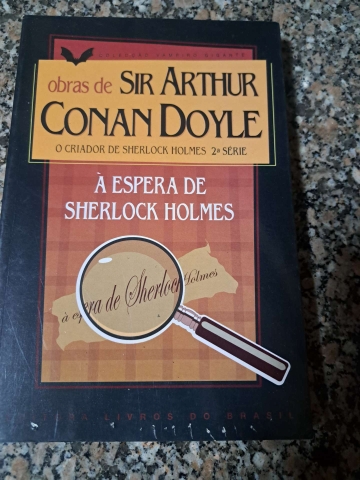 obras de SIR ARTHUR
CONAN DOYLE
O CRIADOR DE SHERLOCK HOLMES 2ª SÉRIE
À ESPERA DE
SHERLOCK HOLMES
à espera de Sherlock Holmes
LIVROS DO BRASIL